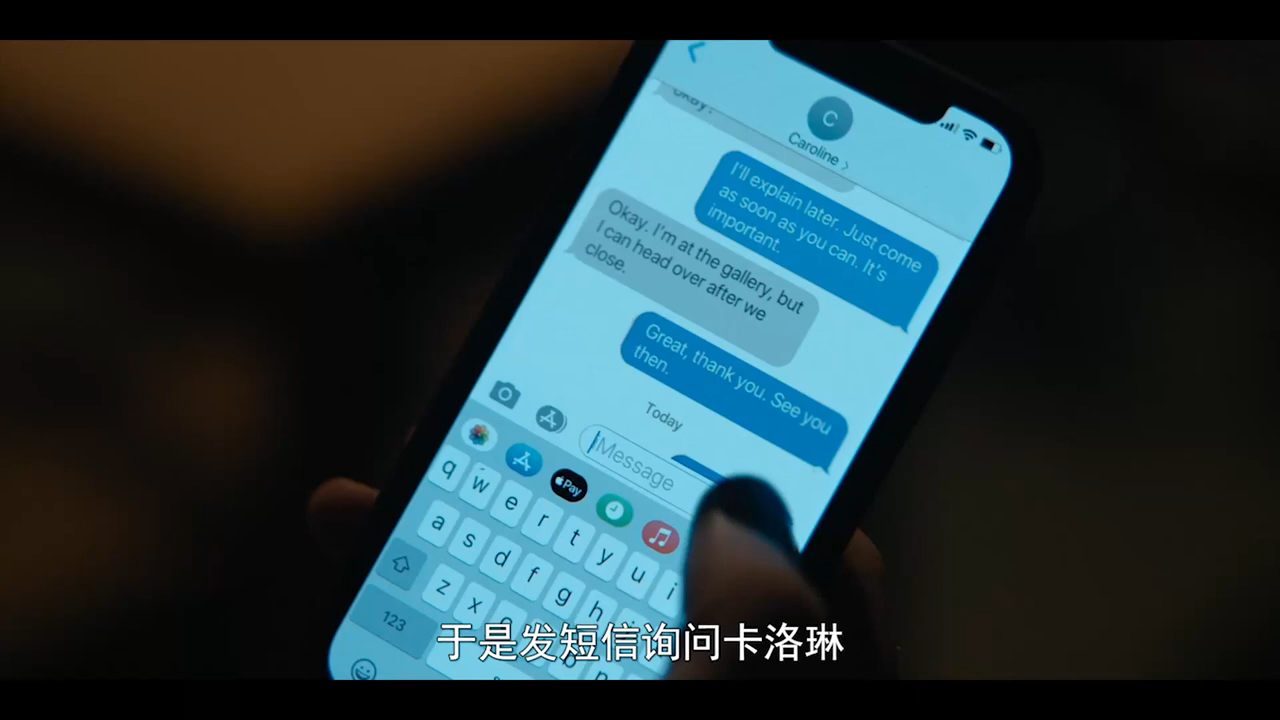 okay?
C
Caroline >
I'll explain later. Just come
as soon as you can. It's
important.
Okay. I'm at the gallery, but
I can head over after we
close.
Great, thank you. See you
then.
Today
iMessage
Pay
q w e r t y u i
a s d f g h
z x
b n
123
于是发短信询问卡洛琳